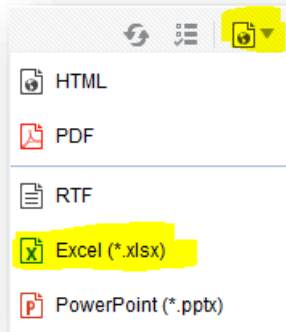 HTML
PDF
RTF
Excel (*.xlsx)
PowerPoint (*.pptx)